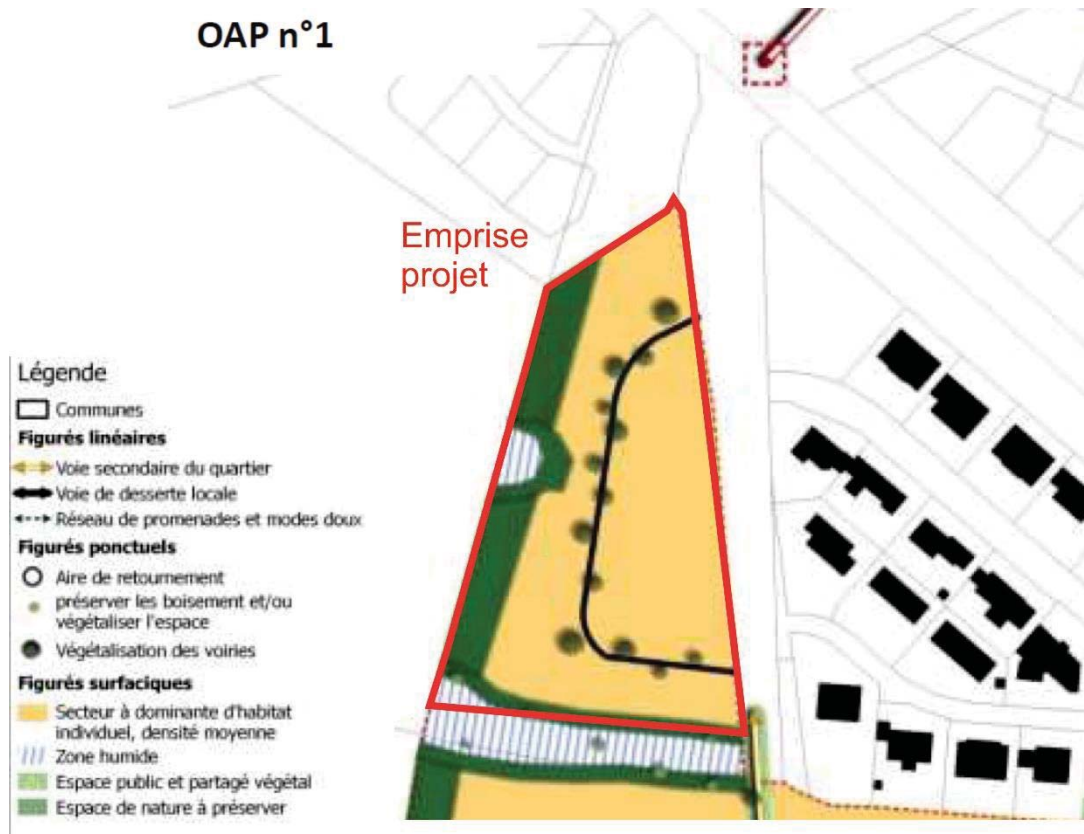 OAP n°1
Emprise
projet
Légende
Communes
Figurés linéaires
Voie secondaire du quartier
Voie de desserte locale
Réseau de promenades et modes doux
Figurés ponctuels
Aire de retournement
préserver les boisement et/ou
végétaliser l'espace
Végétalisation des voiries
Figurés surfaciques
Secteur à dominante d'habitat
individuel, densité moyenne
Zone humide
Espace public et partagé végétal
Espace de nature à préserver